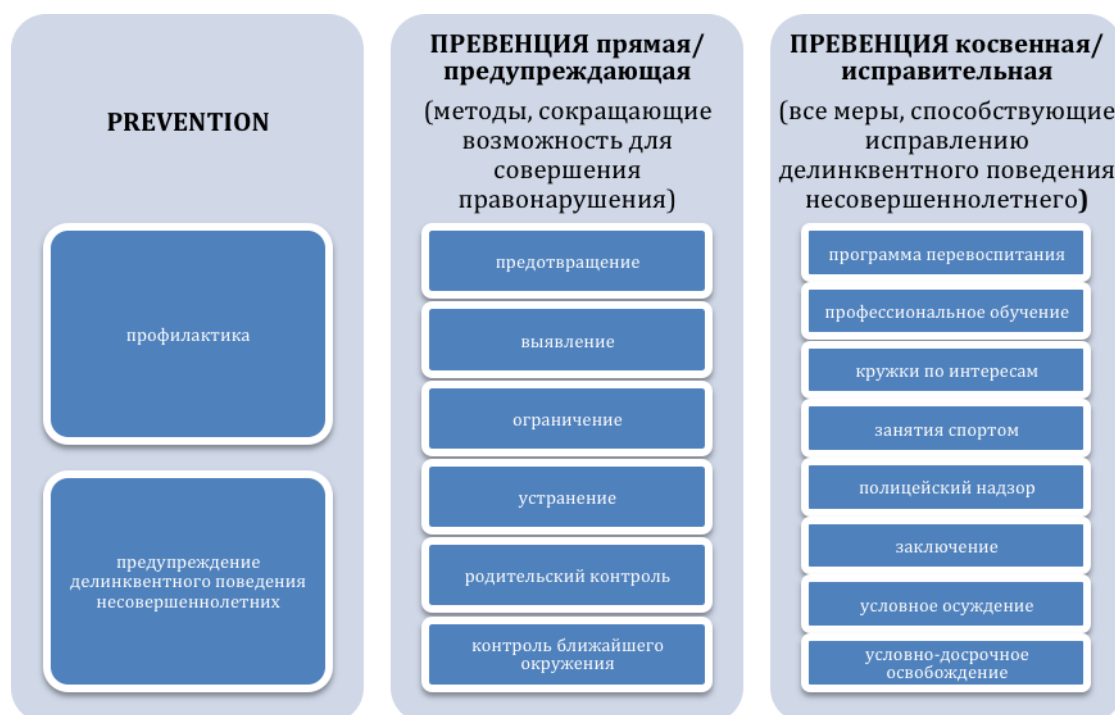 PREVENTION
профилактика
предупреждение
делинквентного поведения
несовершеннолетних
ПРЕВЕНЦИЯ прямая/
предупреждающая
(методы, сокращающие
возможность для
совершения
правонарушения)
предотвращение
выявление
ограничение
устранение
родительский контроль
контроль ближайшего
окружения
ПРЕВЕНЦИЯ косвенная/
исправительная
(все меры, способствующие
исправлению
делинквентного поведения
несовершеннолетнего)
программа перевоспитания
профессиональное обучение
кружки по интересам
занятия спортом
полицейский надзор
заключение
условное осуждение
условно-досрочное
освобождение